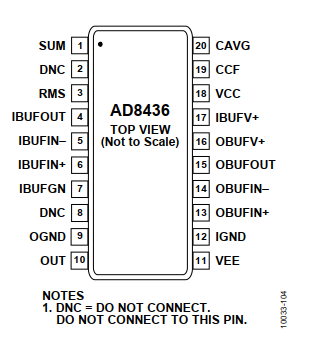 SUM 1 20 CAVG
DNC 2 19 CCF
RMS 3 18 VCC
IBUFOUT 4 17 IBUFV+
IBUFIN– 5 16 OBUFV+
IBUFIN+ 6 15 OBUFOUT
IBUFGN 7 14 OBUFIN–
DNC 8 13 OBUFIN+
OGND 9 12 IGND
OUT 10 11 VEE
AD8436
TOP VIEW
(Not to Scale)
NOTES
1. DNC = DO NOT CONNECT.
DO NOT CONNECT TO THIS PIN.
10033-104